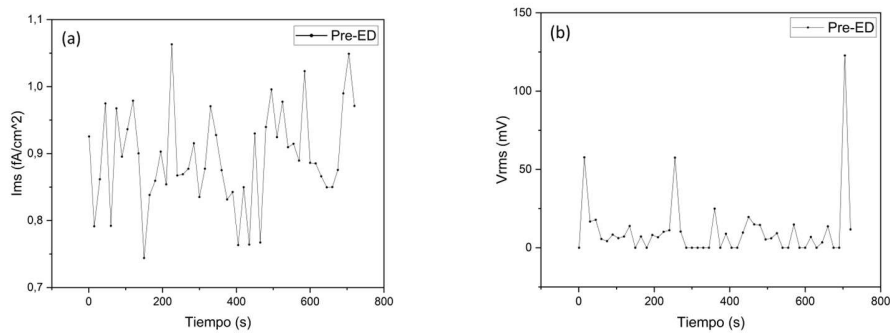 (a)
Pre-ED
1,1
1,0
0,9
0,8
0,7
Ims (fA/cm^2)
0
200
400
600
800
Tiempo (s)
(b)
Pre-ED
150
100
50
0
Vrms (mV)
0
200
400
600
800
Tiempo (s)